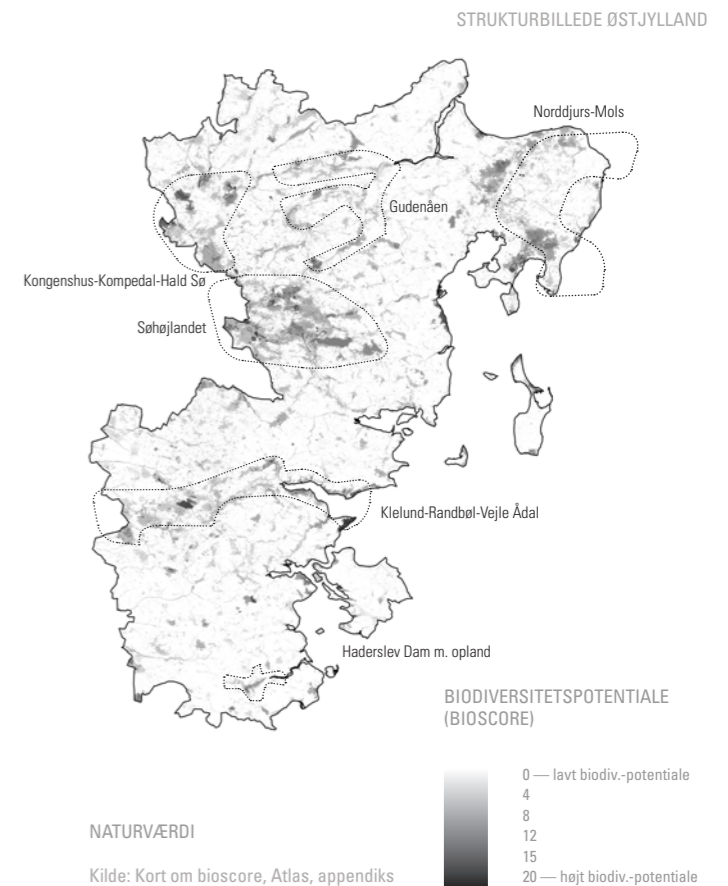 STRUKTURBILLEDE ØSTJYLLAND
Norddjurs-Mols
Gudenåen
Kongenshus-Kompedal-Hald Sø
Søhøjlandet
Klelund-Randbøl-Vejle Ådal
Haderslev Dam m. opland
BIODIVERSITETSPOTENTIALE
(BIOSCORE)
0 — lavt biodiv.-potentiale
4
8
12
15
20 — højt biodiv.-potentiale
NATURVÆRDI
Kilde: Kort om bioscore, Atlas, appendiks